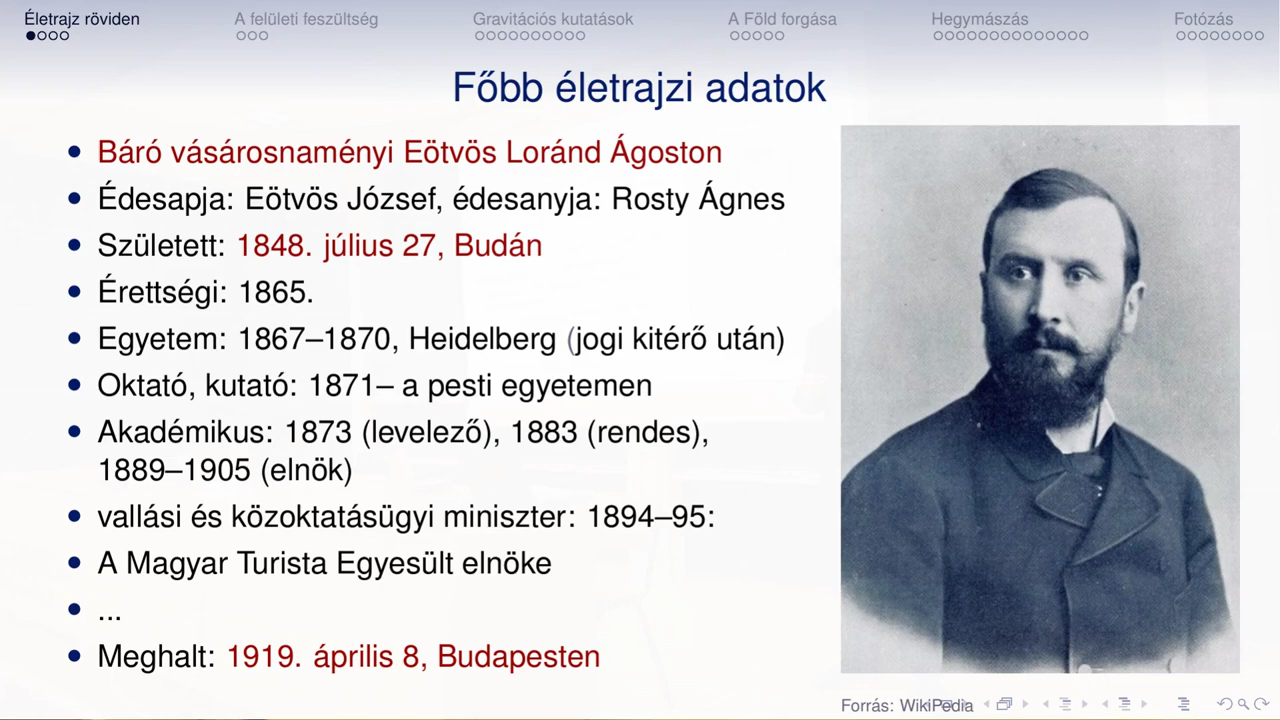 Életrajz röviden
A felületi feszültség
Gravitációs kutatások
A Föld forgása
Hegymászás
Fotózás
Főbb életrajzi adatok
Báró vásárosnaményi Eötvös Loránd Ágoston
Édesapja: Eötvös József, édesanyja: Rosty Ágnes
Született: 1848. július 27, Budán
Érettségi: 1865.
Egyetem: 1867–1870, Heidelberg (jogi kitérő után)
Oktató, kutató: 1871– a pesti egyetemen
Akadémikus: 1873 (levelező), 1883 (rendes),
1889–1905 (elnök)
vallási és közoktatásügyi miniszter: 1894–95:
A Magyar Turista Egyesült elnöke
...
Meghalt: 1919. április 8, Budapesten
Forrás: WikiPedia